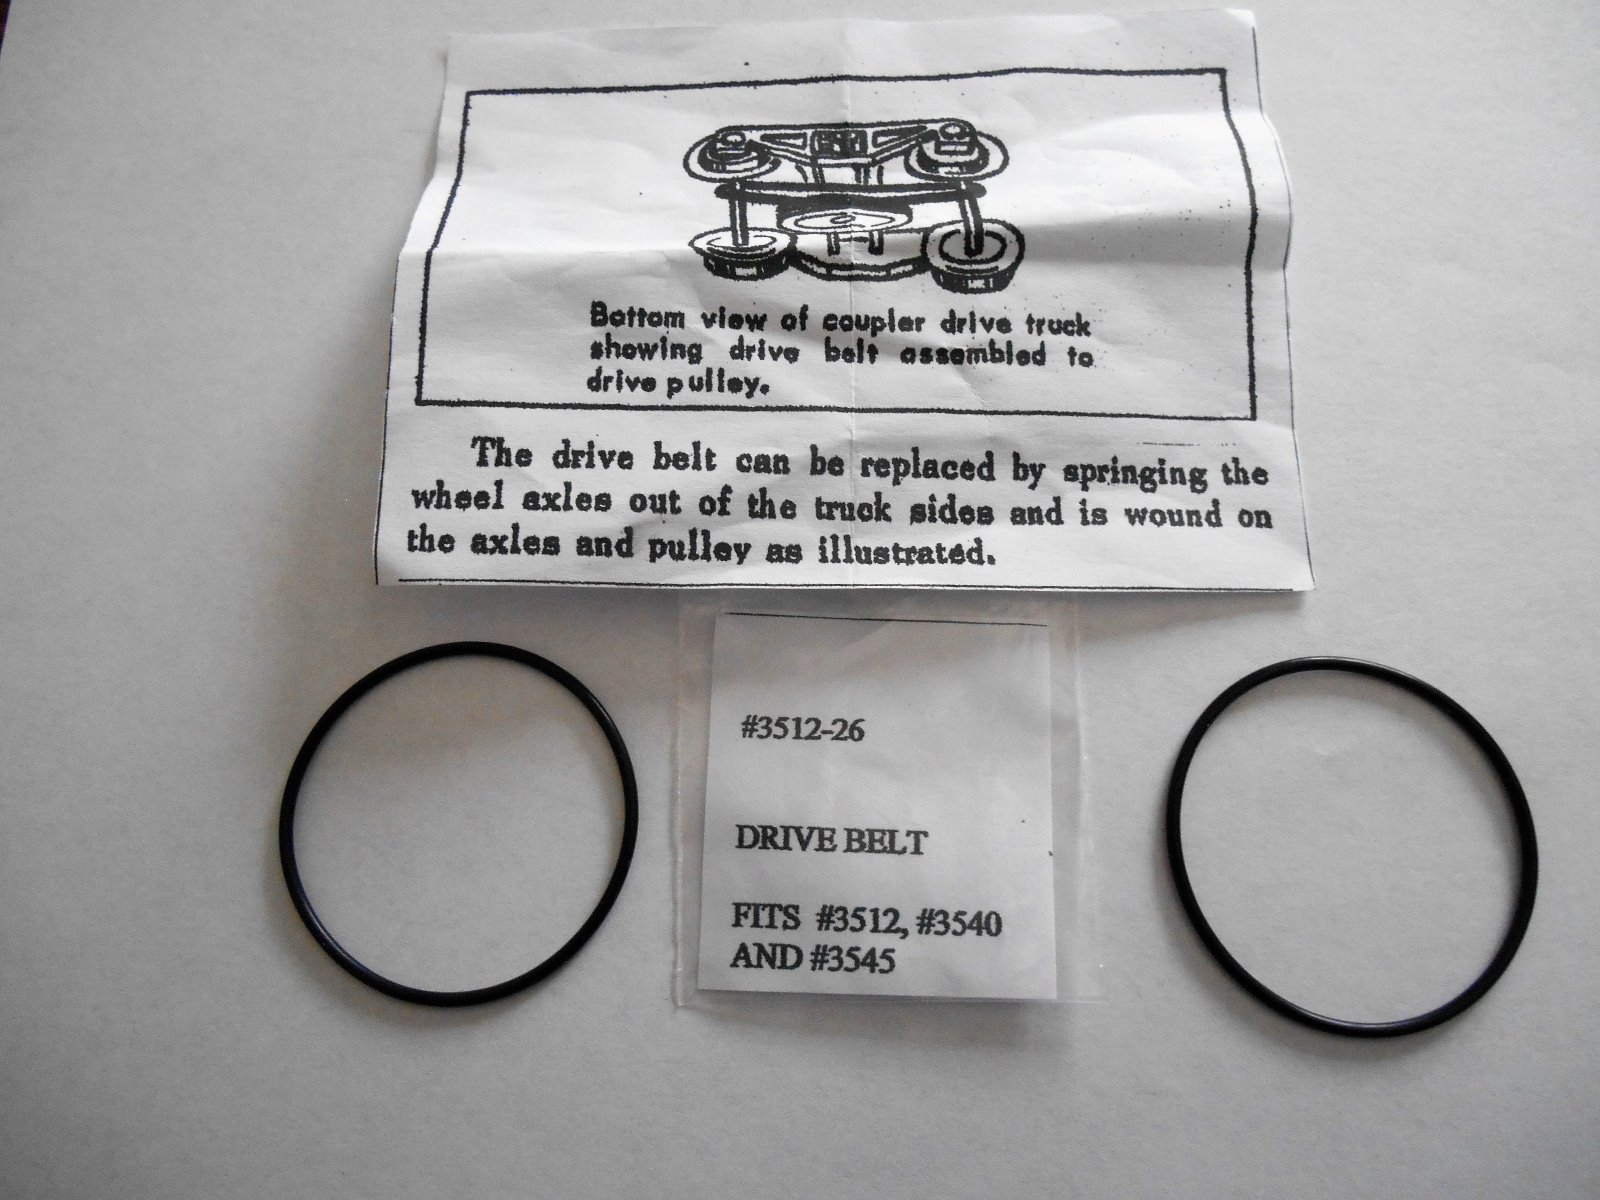 Bottom view of coupler drive truck
showing drive belt assembled to
drive pulley.
The drive belt can be replaced by springing the
wheel axles out of the truck sides and is wound on
the axles and pulley as illustrated.
#3512-26
DRIVE BELT
FITS #3512, #3540
AND #3545